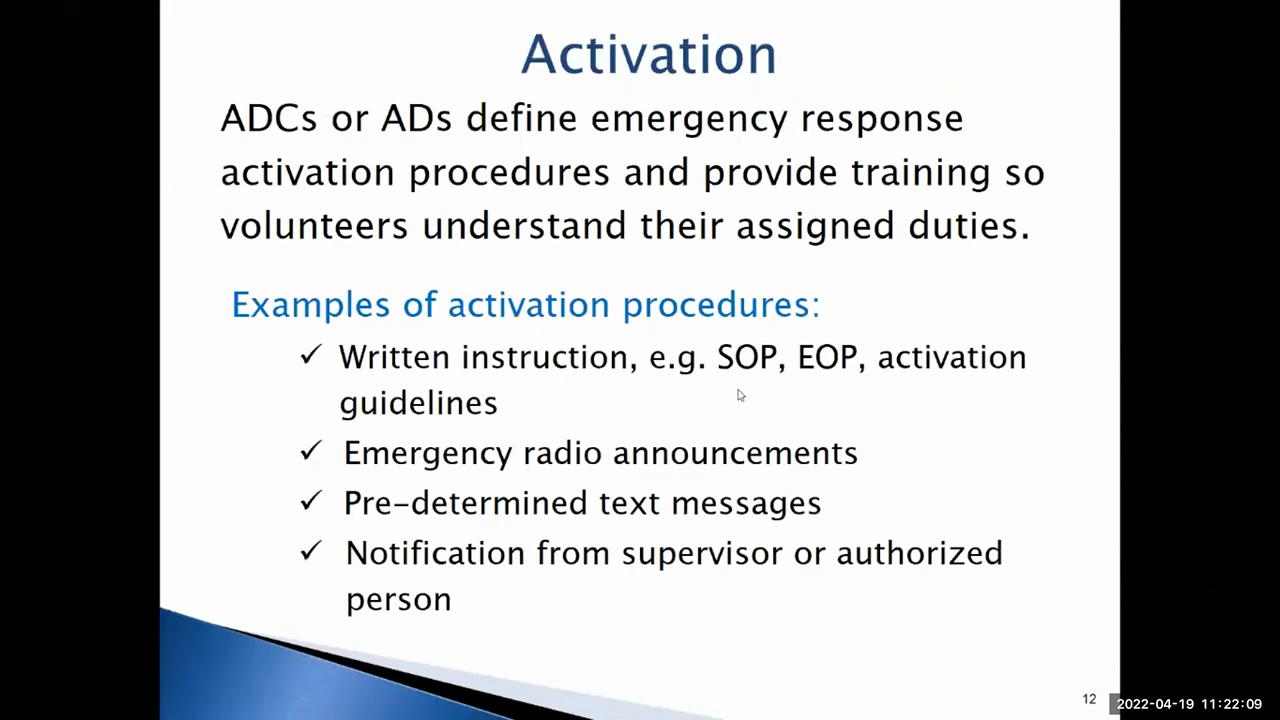 Activation
ADCs or ADs define emergency response
activation procedures and provide training so
volunteers understand their assigned duties.
Examples of activation procedures:
✓ Written instruction, e.g. SOP, EOP, activation
guidelines
✓ Emergency radio announcements
✓ Pre-determined text messages
✓ Notification from supervisor or authorized
person
12
2022-04-19 11:22:09